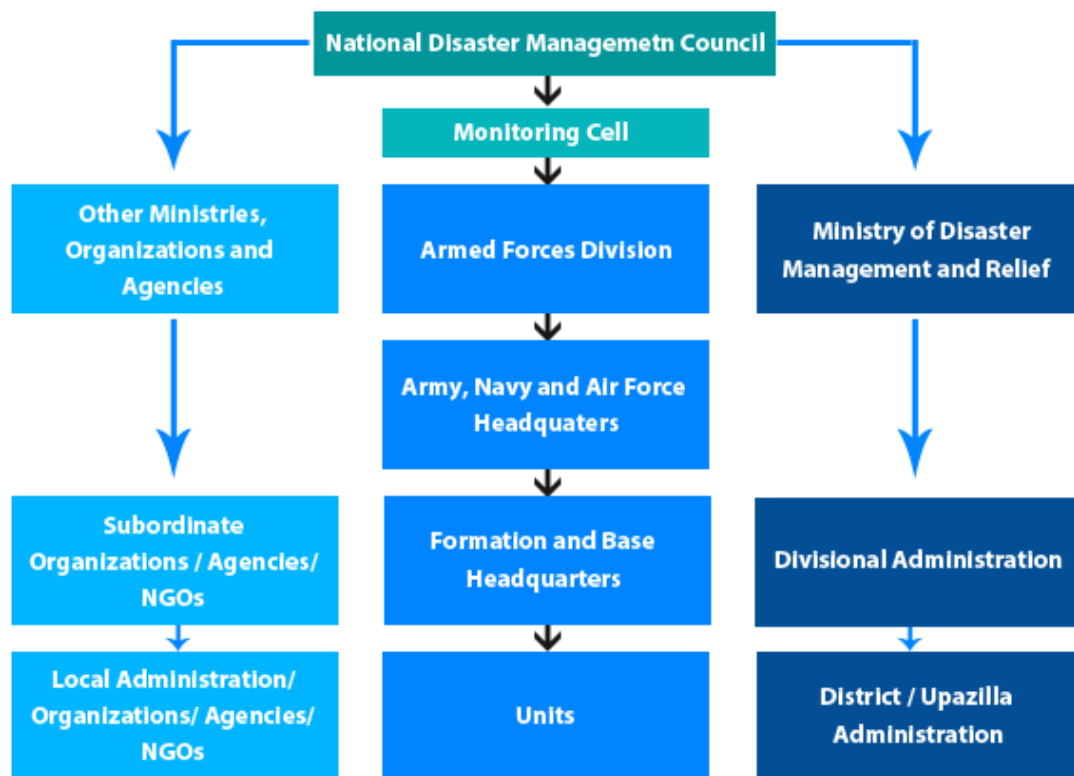 National Disaster Managemetn Council
Monitoring Cell
Other Ministries,
Organizations and
Agencies
Armed Forces Division
Ministry of Disaster
Management and Relief
Army, Navy and Air Force
Headquaters
Subordinate
Organizations / Agencies/
NGOs
Formation and Base
Headquarters
Divisional Administration
Local Administration/
Organizations/ Agencies/
NGOs
Units
District / Upazilla
Administration